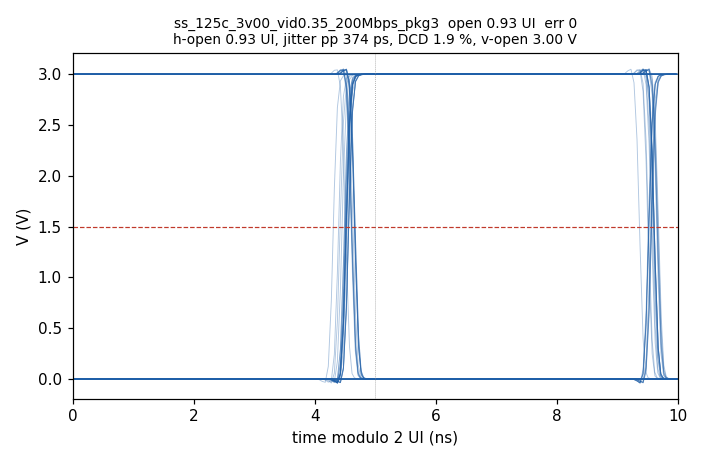 ss_125c_3v00_vid0.35_200Mbps_pkg3  open 0.93 UI  err 0
h-open 0.93 UI, jitter pp 374 ps, DCD 1.9 %, v-open 3.00 V
V (V)
3.0
2.5
2.0
1.5
1.0
0.5
0.0
0 2 4 6 8 10
time modulo 2 UI (ns)